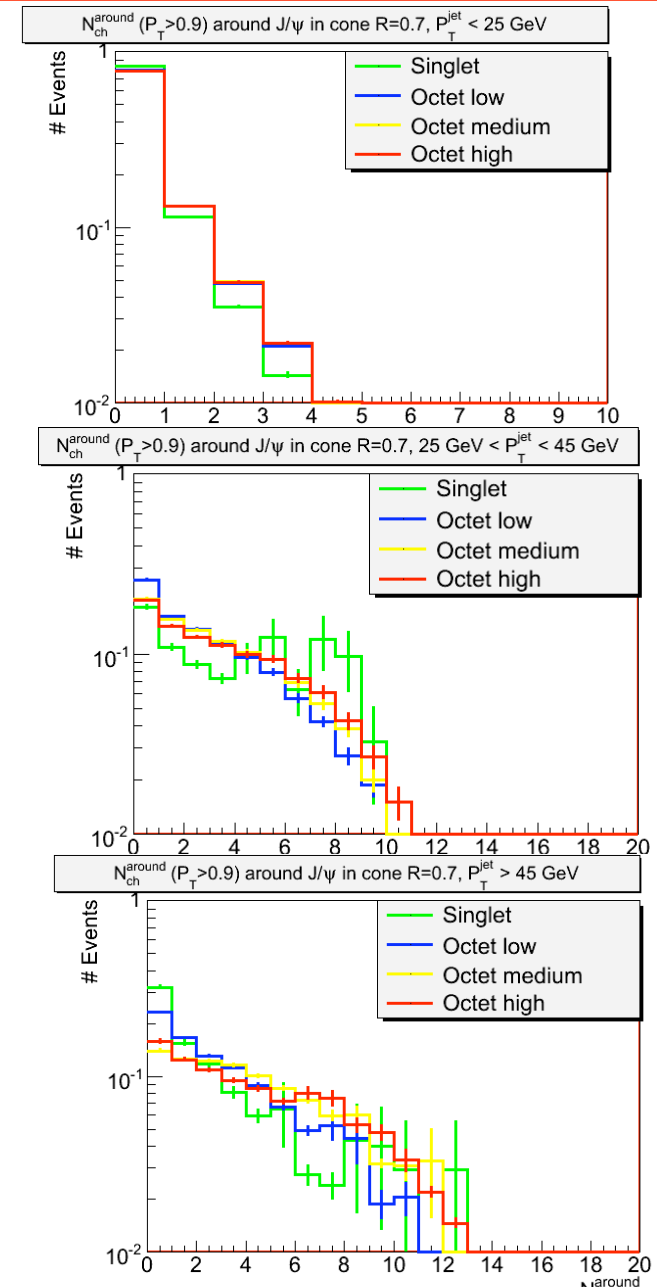 N_ch^around (P_T>0.9) around J/ψ in cone R=0.7, P_T^jet < 25 GeV
# Events
1
10^-1
10^-2
Singlet
Octet low
Octet medium
Octet high
0 1 2 3 4 5 6 7 8 9 10
N_ch^around (P_T>0.9) around J/ψ in cone R=0.7, 25 GeV < P_T^jet < 45 GeV
# Events
1
10^-1
10^-2
Singlet
Octet low
Octet medium
Octet high
0 2 4 6 8 10 12 14 16 18 20
N_ch^around (P_T>0.9) around J/ψ in cone R=0.7, P_T^jet > 45 GeV
# Events
1
10^-1
10^-2
Singlet
Octet low
Octet medium
Octet high
0 2 4 6 8 10 12 14 16 18 20
around